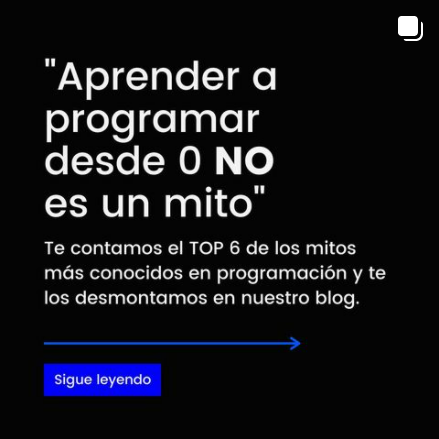 "Aprender a
programar
desde 0 NO
es un mito"
Te contamos el TOP 6 de los mitos
más conocidos en programación y te
los desmontamos en nuestro blog.
Sigue leyendo